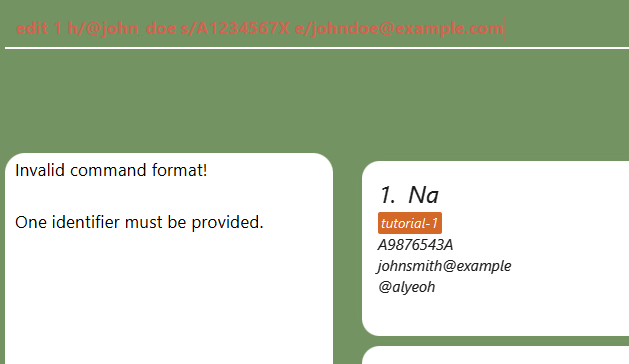 edit 1 h/@john_doe s/A1234567X e/johndoe@example.com
Invalid command format!
One identifier must be provided.
1. Na
tutorial-1
A9876543A
johnsmith@example
@alyeoh